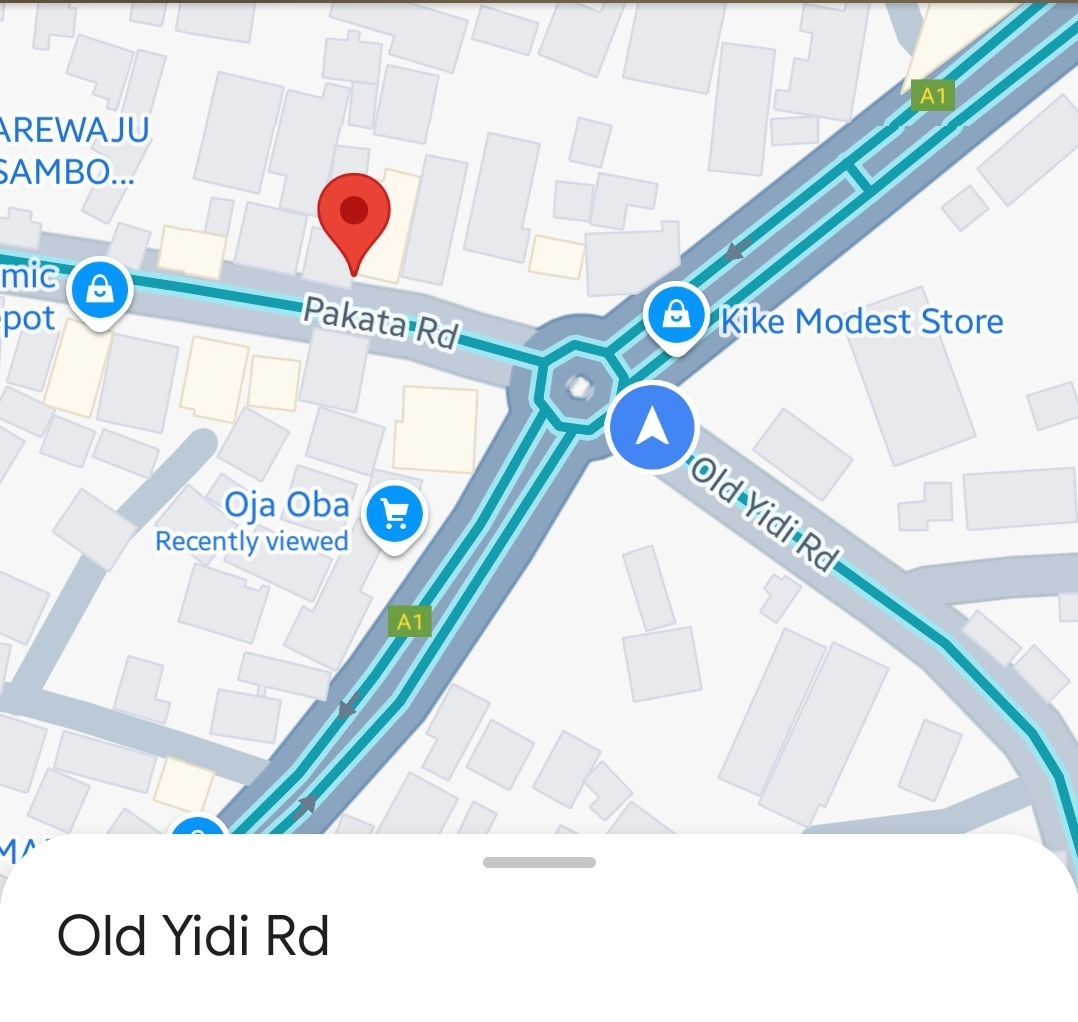 A1
AREWAJU
SAMBO...
mic
pot
Pakata Rd
Kike Modest Store
Old Yidi Rd
Oja Oba
Recently viewed
A1
Old Yidi Rd